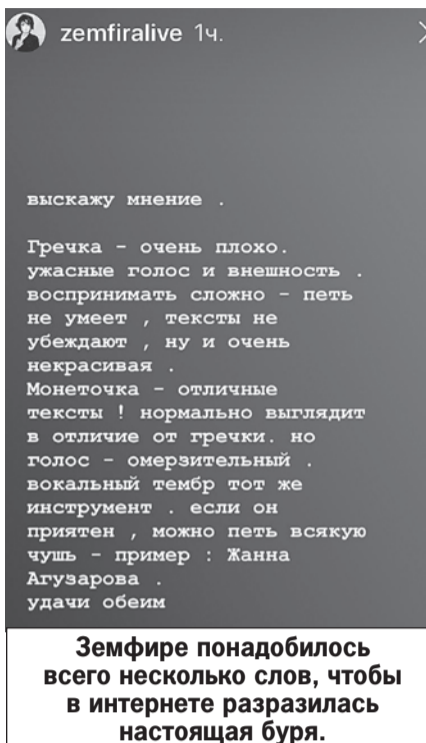 zemfiralive 1ч.
выскажу мнение .
Гречка - очень плохо.
ужасные голос и внешность .
воспринимать сложно - петь
не умеет , тексты не
убеждают , ну и очень
некрасивая .
Монеточка - отличные
тексты ! нормально выглядит
в отличие от гречки. но
голос - омерзительный .
вокальный тембр тот же
инструмент . если он
приятен , можно петь всякую
чушь - пример : Жанна
Агузарова .
удачи обеим
Земфире понадобилось
всего несколько слов, чтобы
в интернете разразилась
настоящая буря.